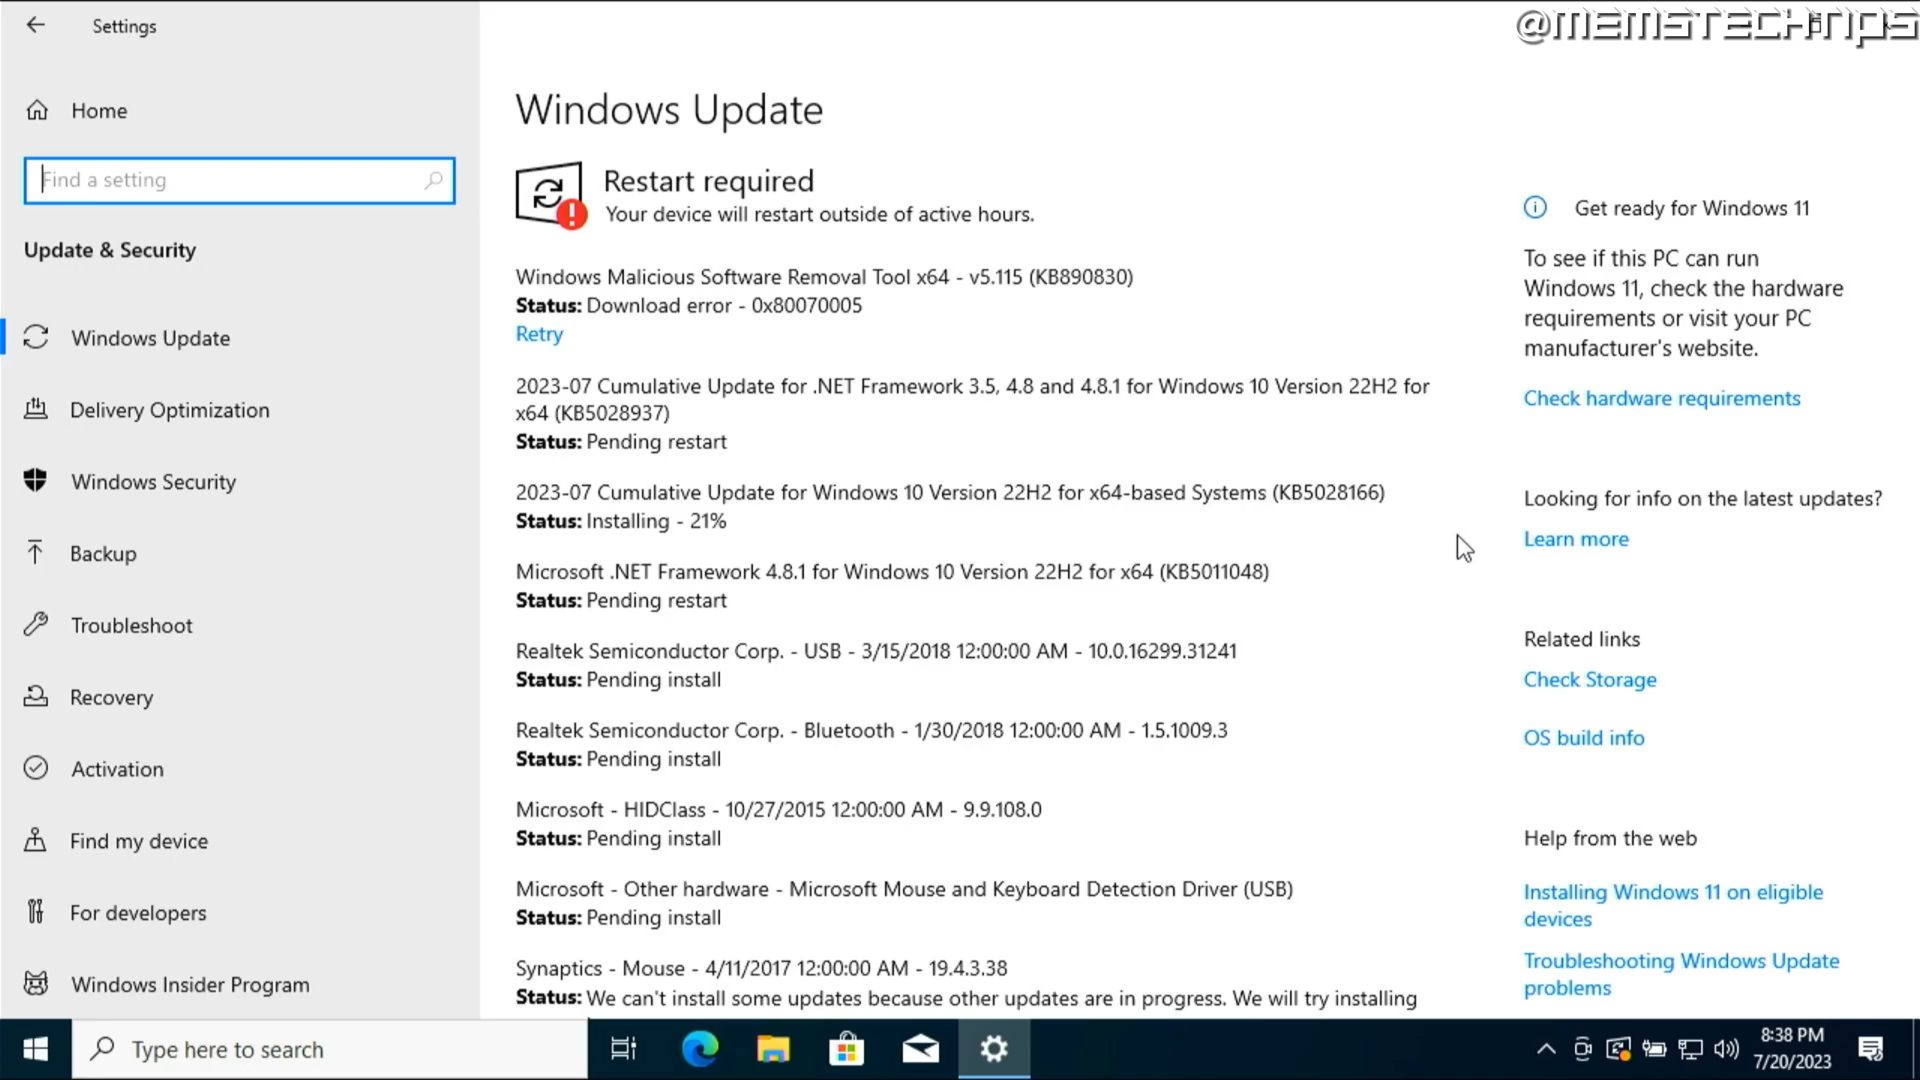 Settings
@MEMSTECHTIPS
Home
Find a setting
Update & Security
Windows Update
Delivery Optimization
Windows Security
Backup
Troubleshoot
Recovery
Activation
Find my device
For developers
Windows Insider Program
Windows Update
Restart required
Your device will restart outside of active hours.
Windows Malicious Software Removal Tool x64 - v5.115 (KB890830)
Status: Download error - 0x80070005
Retry
2023-07 Cumulative Update for .NET Framework 3.5, 4.8 and 4.8.1 for Windows 10 Version 22H2 for
x64 (KB5028937)
Status: Pending restart
2023-07 Cumulative Update for Windows 10 Version 22H2 for x64-based Systems (KB5028166)
Status: Installing - 21%
Microsoft .NET Framework 4.8.1 for Windows 10 Version 22H2 for x64 (KB5011048)
Status: Pending restart
Realtek Semiconductor Corp. - USB - 3/15/2018 12:00:00 AM - 10.0.16299.31241
Status: Pending install
Realtek Semiconductor Corp. - Bluetooth - 1/30/2018 12:00:00 AM - 1.5.1009.3
Status: Pending install
Microsoft - HIDClass - 10/27/2015 12:00:00 AM - 9.9.108.0
Status: Pending install
Microsoft - Other hardware - Microsoft Mouse and Keyboard Detection Driver (USB)
Status: Pending install
Synaptics - Mouse - 4/11/2017 12:00:00 AM - 19.4.3.38
Status: We can't install some updates because other updates are in progress. We will try installing
Get ready for Windows 11
To see if this PC can run
Windows 11, check the hardware
requirements or visit your PC
manufacturer's website.
Check hardware requirements
Looking for info on the latest updates?
Learn more
Related links
Check Storage
OS build info
Help from the web
Installing Windows 11 on eligible
devices
Troubleshooting Windows Update
problems
Type here to search
8:38 PM
7/20/2023